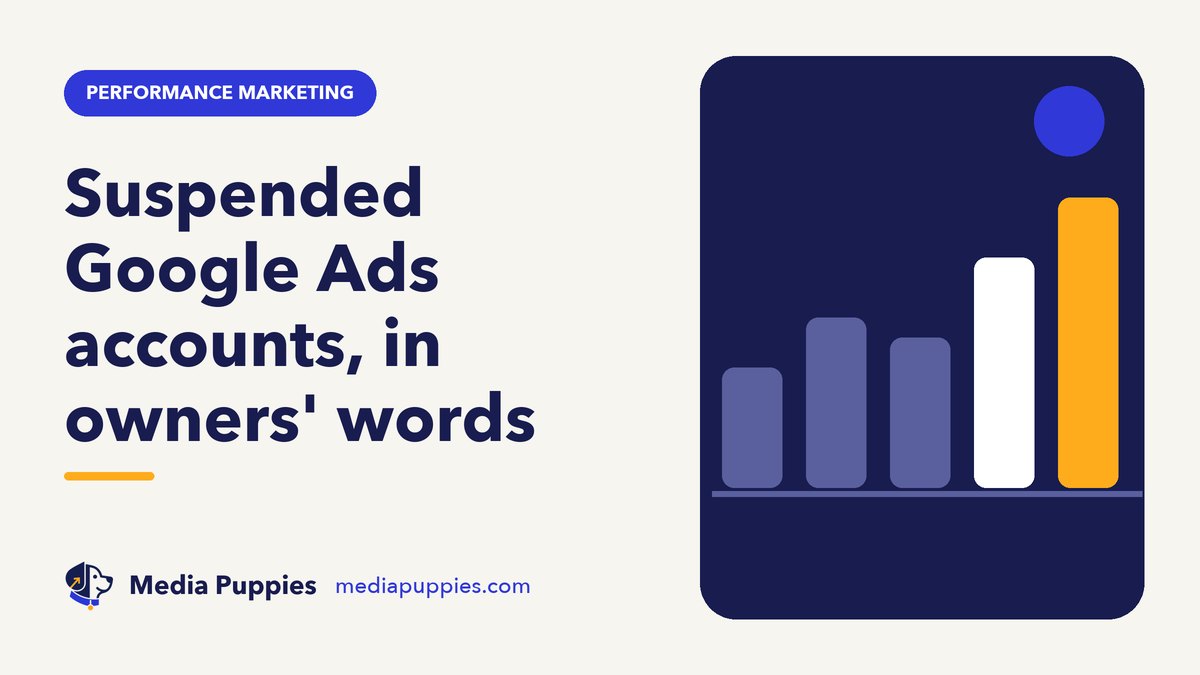 PERFORMANCE MARKETING
Suspended
Google Ads
accounts, in
owners' words
Media Puppies mediapuppies.com